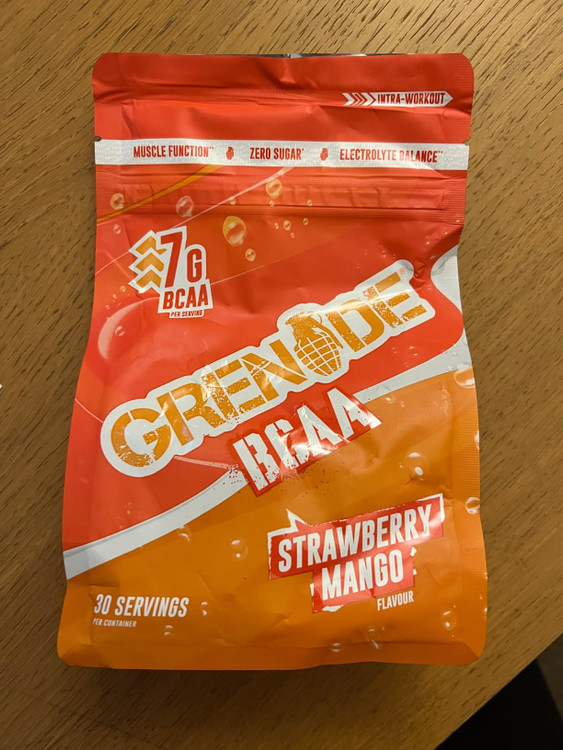 INTRA-WORKOUT
MUSCLE FUNCTION** ZERO SUGAR* ELECTROLYTE BALANCE**
7G
BCAA
PER SERVING
GRENADE
BCAA
STRAWBERRY
MANGO
FLAVOUR
30 SERVINGS
PER CONTAINER